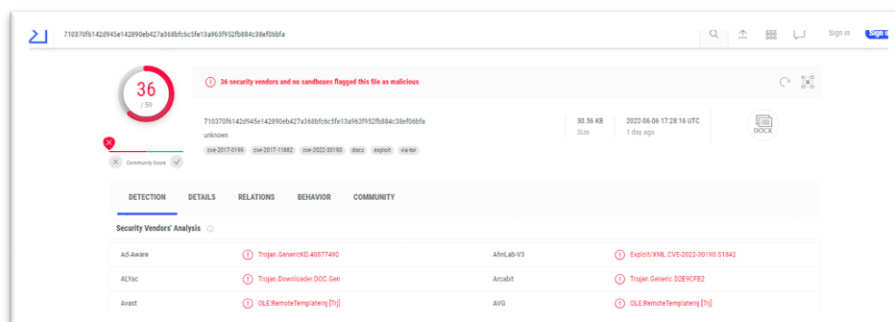 710370f6142d945e142890eb427a368bfc6c5fe13a963f952fb884c38ef06bfa
Sign in
36
/ 59
36 security vendors and no sandboxes flagged this file as malicious
710370f6142d945e142890eb427a368bfc6c5fe13a963f952fb884c38ef06bfa
unknown
cve-2017-0199 cve-2017-11882 cve-2022-30190 docx exploit via-tor
30.56 KB
Size
2022-06-06 17:28:16 UTC
1 day ago
DOCX
Community Score
DETECTION DETAILS RELATIONS BEHAVIOR COMMUNITY
Security Vendors' Analysis
Ad-Aware Trojan.GenericKD.48877490 AhnLab-V3 Exploit/XML.CVE-2022-30190.S1842
ALYac Trojan.Downloader.DOC.Gen Arcabit Trojan.Generic.D2E9CFB2
Avast OLE:RemoteTemplateInj [Trj] AVG OLE:RemoteTemplateInj [Trj]